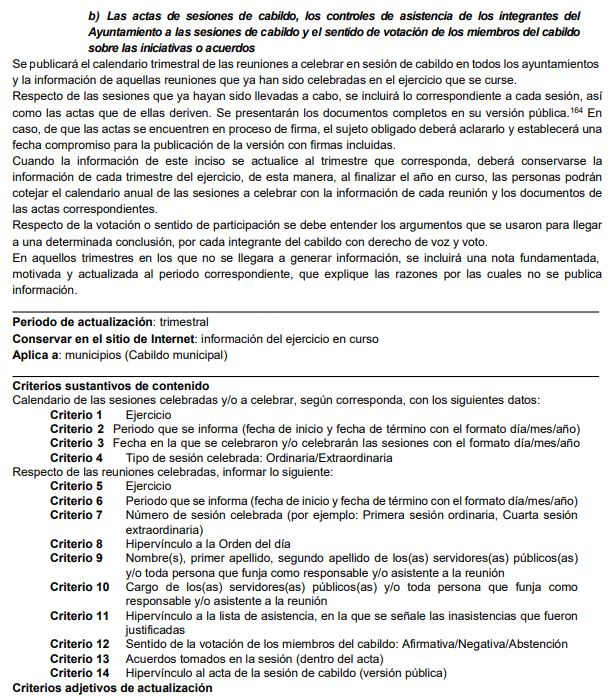 b) Las actas de sesiones de cabildo, los controles de asistencia de los integrantes del
Ayuntamiento a las sesiones de cabildo y el sentido de votación de los miembros del cabildo
sobre las iniciativas o acuerdos
Se publicará el calendario trimestral de las reuniones a celebrar en sesión de cabildo en todos los ayuntamientos
y la información de aquellas reuniones que ya han sido celebradas en el ejercicio que se curse.
Respecto de las sesiones que ya hayan sido llevadas a cabo, se incluirá lo correspondiente a cada sesión, así
como las actas que de ellas deriven. Se presentarán los documentos completos en su versión pública.164 En
caso, de que las actas se encuentren en proceso de firma, el sujeto obligado deberá aclararlo y establecerá una
fecha compromiso para la publicación de la versión con firmas incluidas.
Cuando la información de este inciso se actualice al trimestre que corresponda, deberá conservarse la
información de cada trimestre del ejercicio, de esta manera, al finalizar el año en curso, las personas podrán
cotejar el calendario anual de las sesiones a celebrar con la información de cada reunión y los documentos de
las actas correspondientes.
Respecto de la votación o sentido de participación se debe entender los argumentos que se usaron para llegar
a una determinada conclusión, por cada integrante del cabildo con derecho de voz y voto.
En aquellos trimestres en los que no se llegara a generar información, se incluirá una nota fundamentada,
motivada y actualizada al periodo correspondiente, que explique las razones por las cuales no se publica
información.
Periodo de actualización: trimestral
Conservar en el sitio de Internet: información del ejercicio en curso
Aplica a: municipios (Cabildo municipal)
Criterios sustantivos de contenido
Calendario de las sesiones celebradas y/o a celebrar, según corresponda, con los siguientes datos:
Criterio 1 Ejercicio
Criterio 2 Periodo que se informa (fecha de inicio y fecha de término con el formato día/mes/año)
Criterio 3 Fecha en la que se celebraron y/o celebrarán las sesiones con el formato día/mes/año
Criterio 4 Tipo de sesión celebrada: Ordinaria/Extraordinaria
Respecto de las reuniones celebradas, informar lo siguiente:
Criterio 5 Ejercicio
Criterio 6 Periodo que se informa (fecha de inicio y fecha de término con el formato día/mes/año)
Criterio 7 Número de sesión celebrada (por ejemplo: Primera sesión ordinaria, Cuarta sesión
extraordinaria)
Criterio 8 Hipervínculo a la Orden del día
Criterio 9 Nombre(s), primer apellido, segundo apellido de los(as) servidores(as) públicos(as)
y/o toda persona que funja como responsable y/o asistente a la reunión
Criterio 10 Cargo de los(as) servidores(as) públicos(as) y/o toda persona que funja como
responsable y/o asistente a la reunión
Criterio 11 Hipervínculo a la lista de asistencia, en la que se señale las inasistencias que fueron
justificadas
Criterio 12 Sentido de la votación de los miembros del cabildo: Afirmativa/Negativa/Abstención
Criterio 13 Acuerdos tomados en la sesión (dentro del acta)
Criterio 14 Hipervínculo al acta de la sesión de cabildo (versión pública)
Criterios adjetivos de actualización